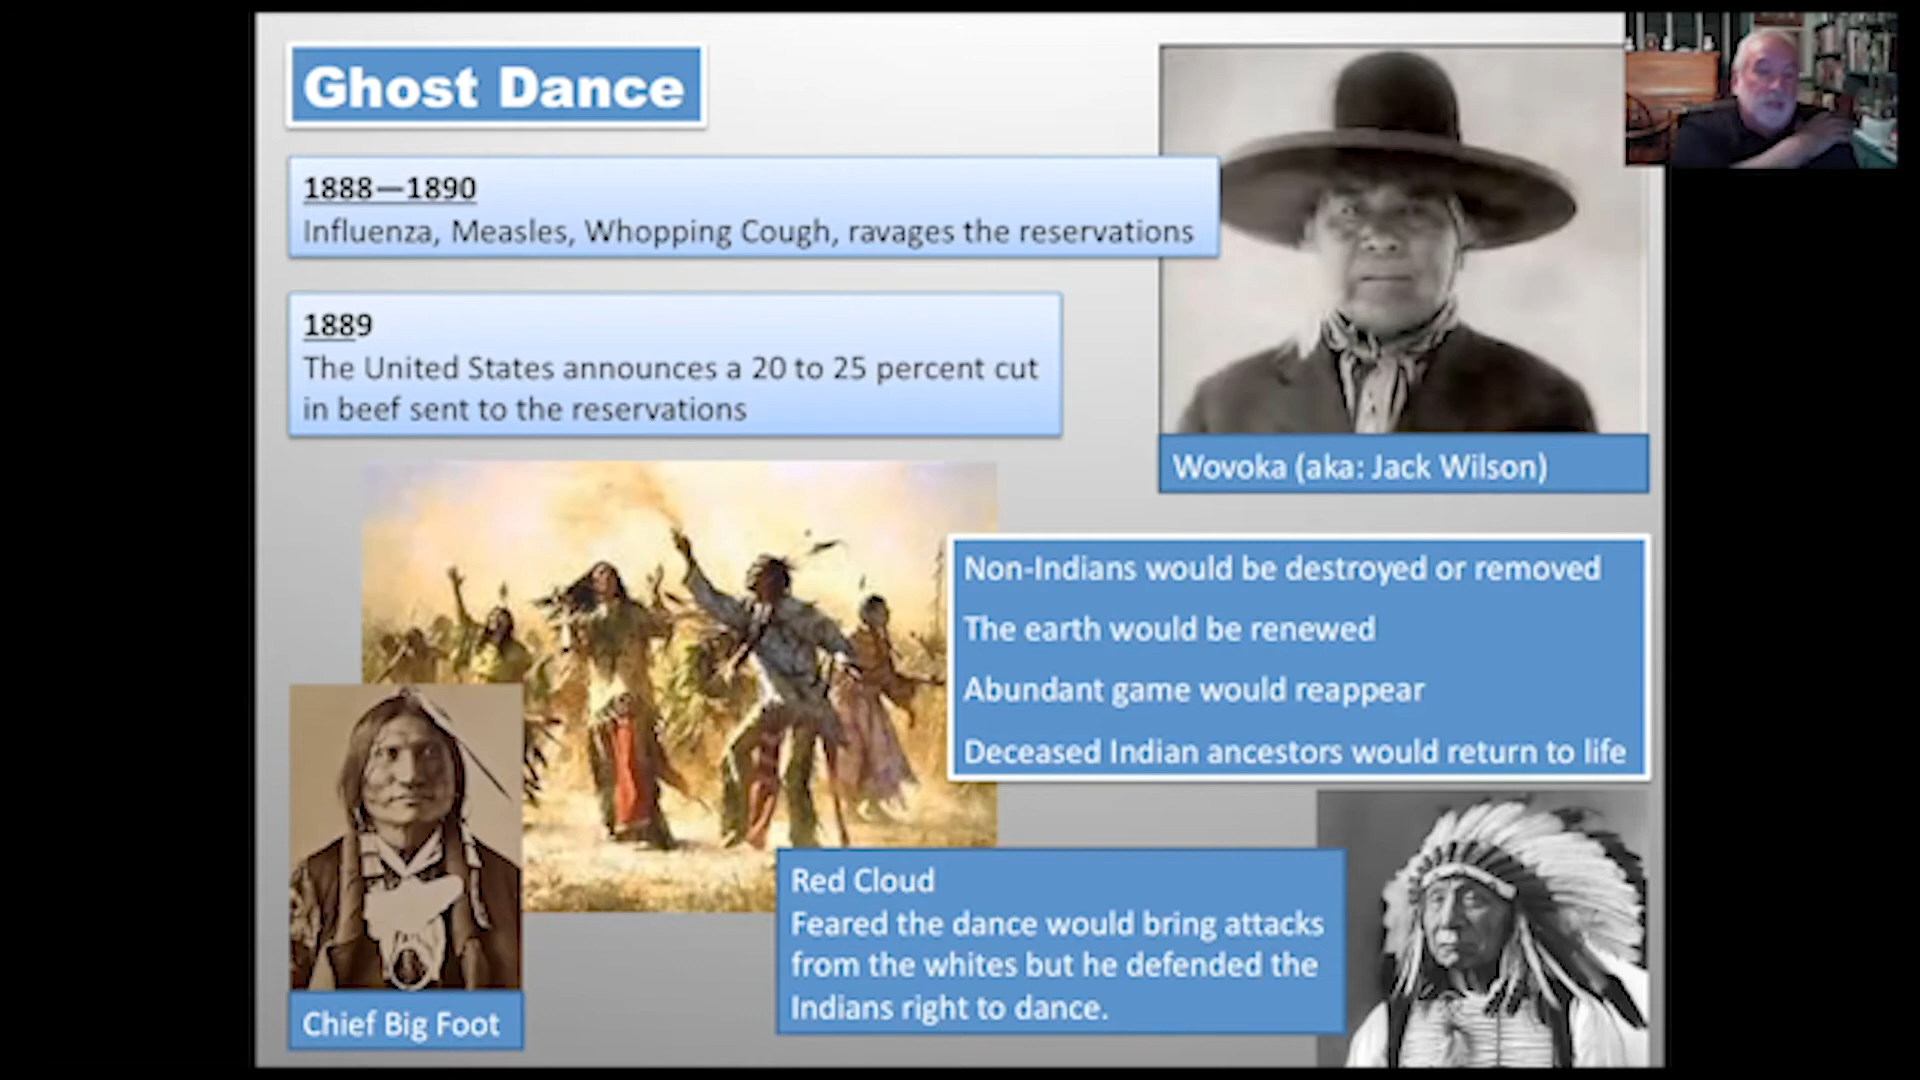 Ghost Dance
1888—1890
Influenza, Measles, Whopping Cough, ravages the reservations
1889
The United States announces a 20 to 25 percent cut
in beef sent to the reservations
Wovoka (aka: Jack Wilson)
Non-Indians would be destroyed or removed
The earth would be renewed
Abundant game would reappear
Deceased Indian ancestors would return to life
Red Cloud
Feared the dance would bring attacks
from the whites but he defended the
Indians right to dance.
Chief Big Foot